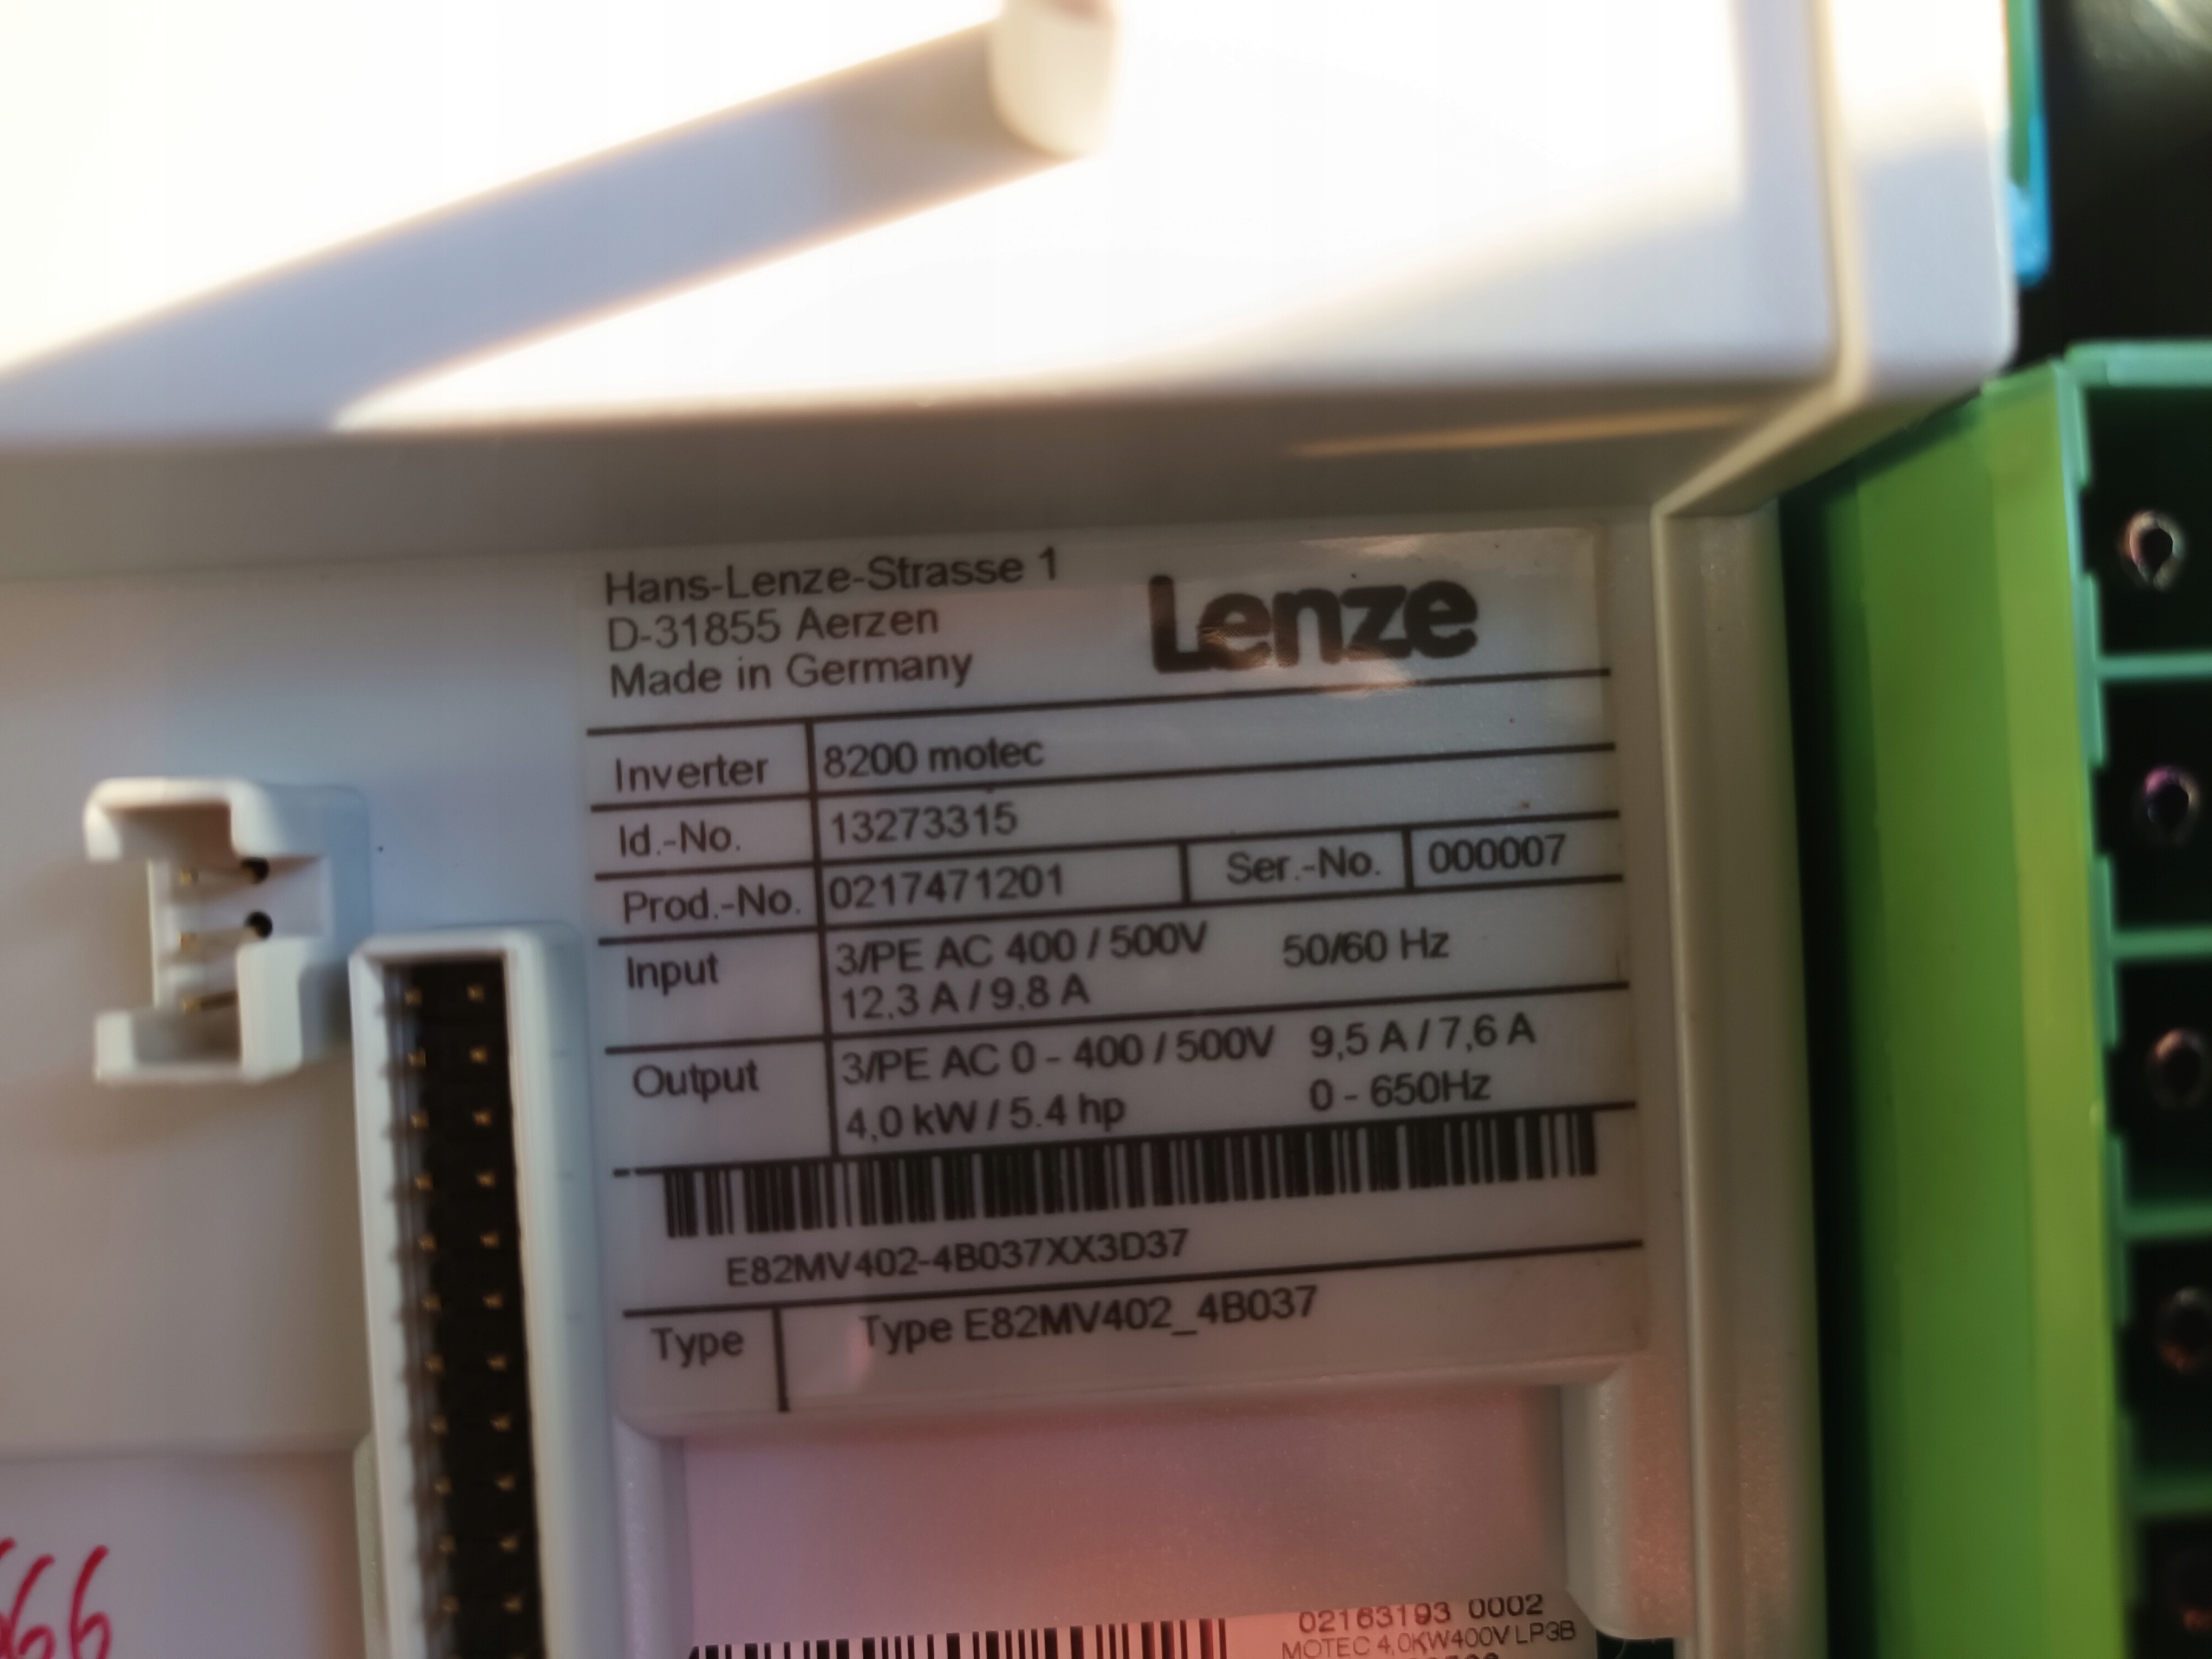 Hans-Lenze-Strasse 1
D-31855 Aerzen
Made in Germany
Lenze
Inverter 8200 motec
Id.-No. 13273315
Prod.-No. 0217471201 Ser.-No. 000007
Input 3/PE AC 400 / 500V 50/60 Hz
12,3 A / 9,8 A
Output 3/PE AC 0 - 400 / 500V 9,5 A / 7,6 A
4,0 kW / 5.4 hp 0 - 650Hz
E82MV402-4B037XX3D37
Type Type E82MV402_4B037
02163193 0002
MOTEC 4,0KW400V LP3B